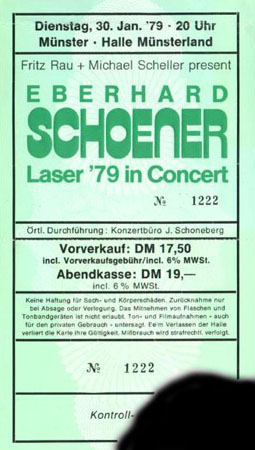 Dienstag, 30. Jan. '79 · 20 Uhr
Münster · Halle Münsterland
Fritz Rau + Michael Scheller present
EBERHARD
SCHOENER
Laser '79 in Concert
№ 1222
Örtl. Durchführung: Konzertbüro J. Schoneberg
Vorverkauf: DM 17,50
incl. Vorverkaufsgebühr/incl. 6% MWSt.
Abendkasse: DM 19,—
incl. 6% MWSt.
Keine Haftung für Sach- und Körperschäden. Zurücknahme nur
bei Absage oder Verlegung. Das Mitnehmen von Flaschen und
Tonbandgeräten ist nicht erlaubt. Ton- und Filmaufnahmen - auch
für den privaten Gebrauch - untersagt. Beim Verlassen der Halle
verliert die Karte ihre Gültigkeit. Mißbrauch wird strafrechtl. verfolgt.
№ 1222
Kontroll-